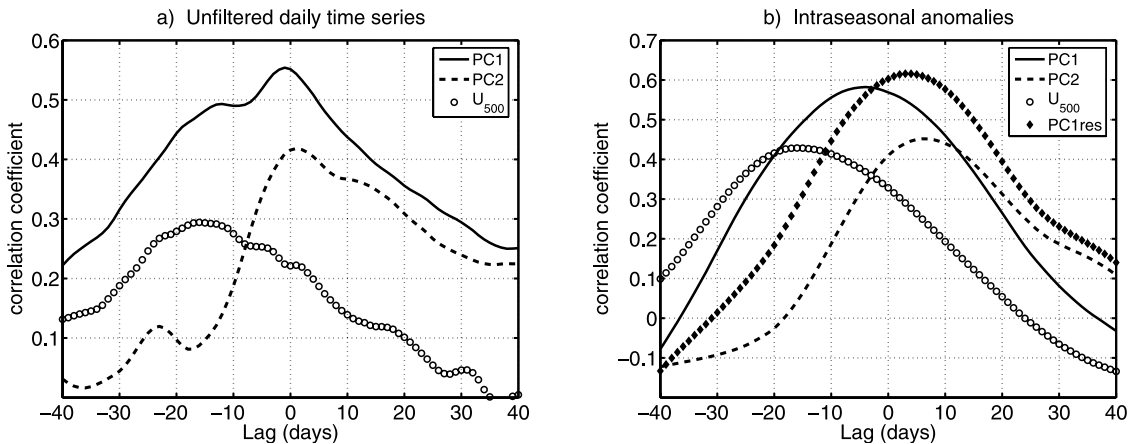 a) Unfiltered daily time series
0.6
0.5
0.4
0.3
0.2
0.1
correlation coefficient
PC1
PC2
U500
−40 −30 −20 −10 0 10 20 30 40
Lag (days)
b) Intraseasonal anomalies
0.7
0.6
0.5
0.4
0.3
0.2
0.1
0
−0.1
correlation coefficient
PC1
PC2
U500
PC1res
−40 −30 −20 −10 0 10 20 30 40
Lag (days)